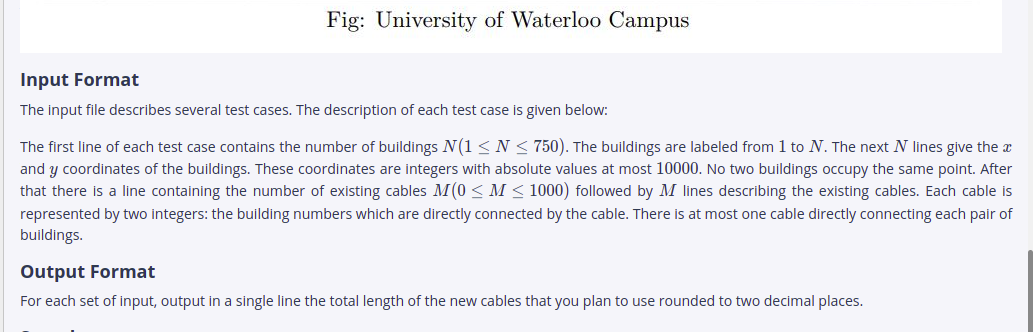 Fig: University of Waterloo Campus
Input Format
The input file describes several test cases. The description of each test case is given below:
The first line of each test case contains the number of buildings N(1 ≤ N ≤ 750). The buildings are labeled from 1 to N. The next N lines give the x
and y coordinates of the buildings. These coordinates are integers with absolute values at most 10000. No two buildings occupy the same point. After
that there is a line containing the number of existing cables M(0 ≤ M ≤ 1000) followed by M lines describing the existing cables. Each cable is
represented by two integers: the building numbers which are directly connected by the cable. There is at most one cable directly connecting each pair of
buildings.
Output Format
For each set of input, output in a single line the total length of the new cables that you plan to use rounded to two decimal places.